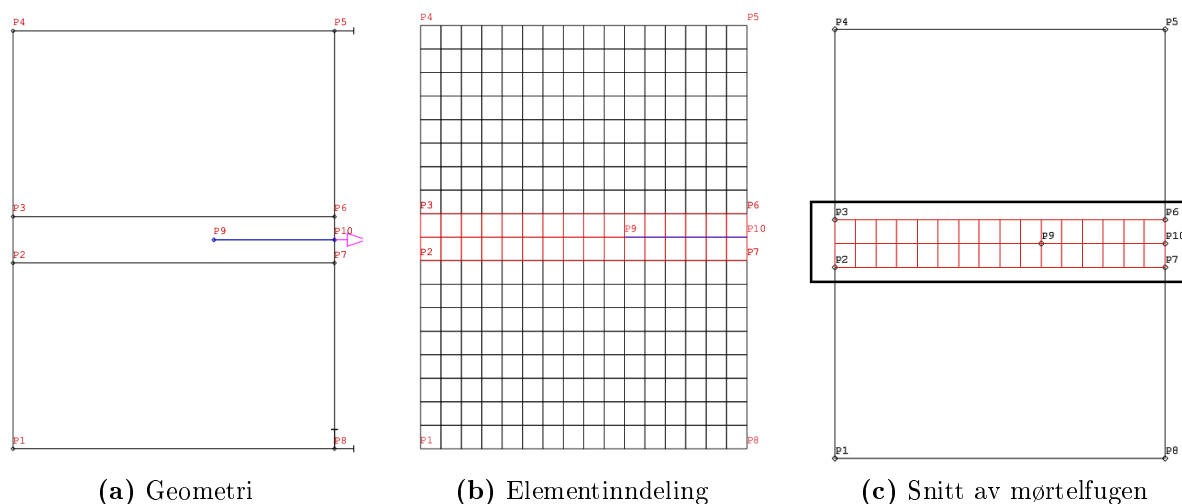 P4 P5
P3 P6
P9 P10
P2 P7
P1 P8
(a) Geometri
P4 P5
P3 P6
P9 P10
P2 P7
P1 P8
(b) Elementinndeling
P4 P5
P3 P6
P9 P10
P2 P7
P1 P8
(c) Snitt av mørtelfugen